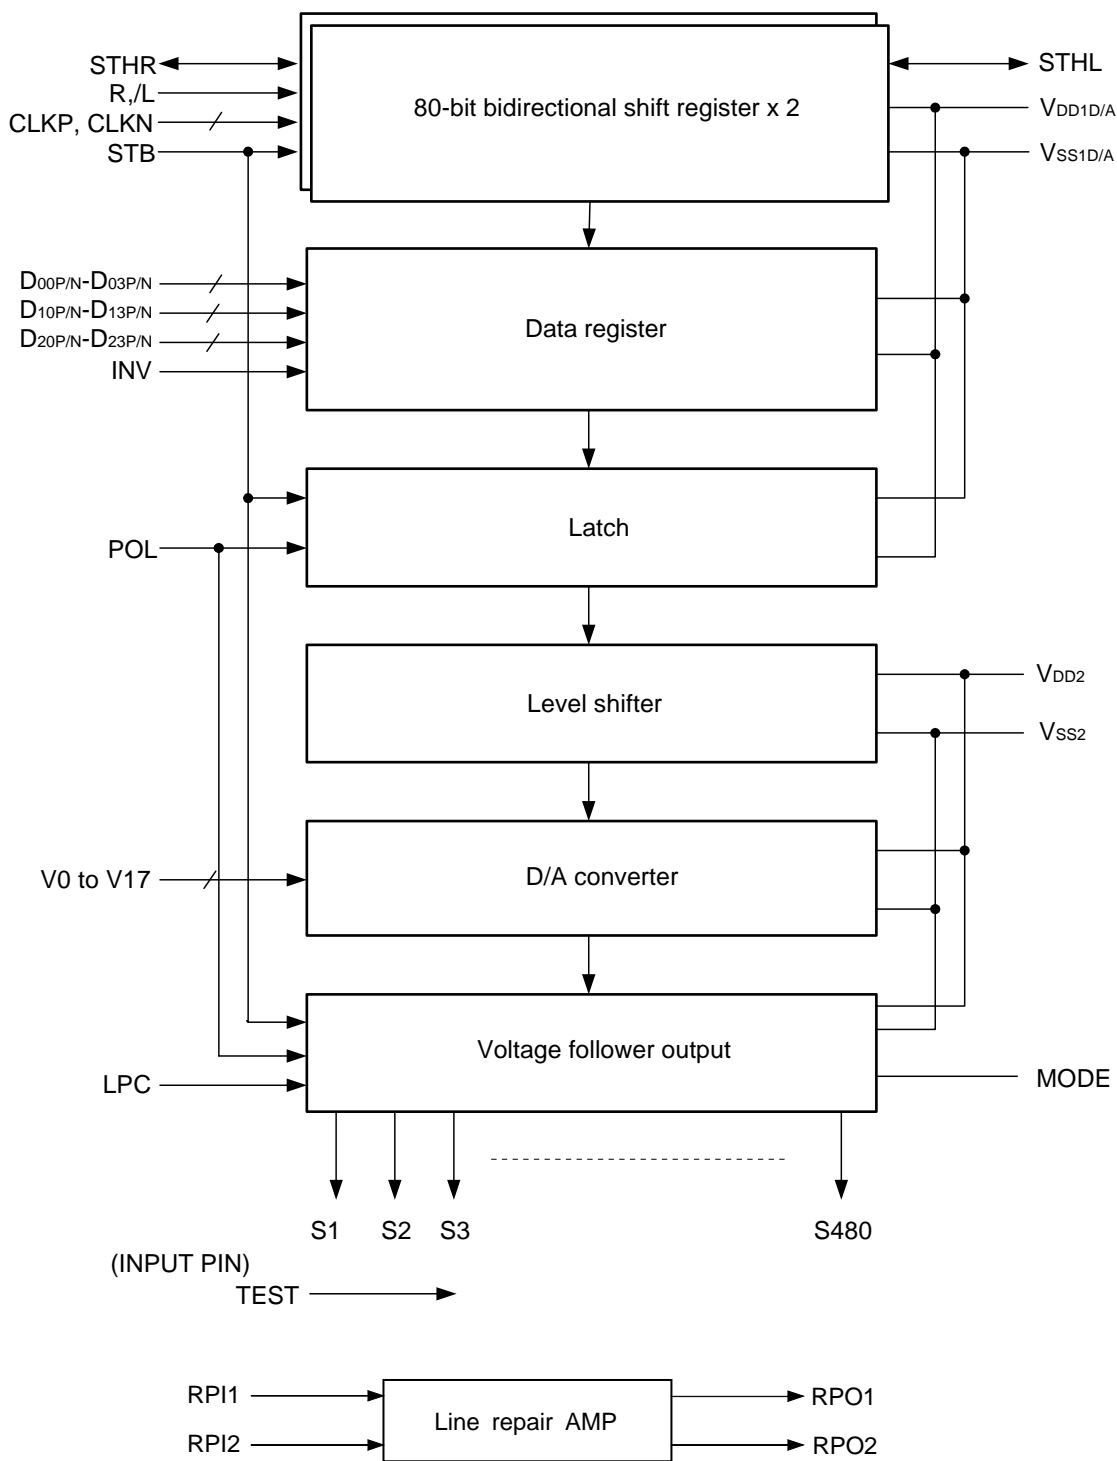 STHR
R,/L
CLKP, CLKN
STB
80-bit bidirectional shift register x 2
STHL
VDD1D/A
VSS1D/A
D00P/N-D03P/N
D10P/N-D13P/N
D20P/N-D23P/N
INV
Data register
POL
Latch
Level shifter
VDD2
VSS2
V0 to V17
D/A converter
LPC
Voltage follower output
MODE
S1 S2 S3 S480
(INPUT PIN)
TEST
RPI1
RPI2
Line repair AMP
RPO1
RPO2